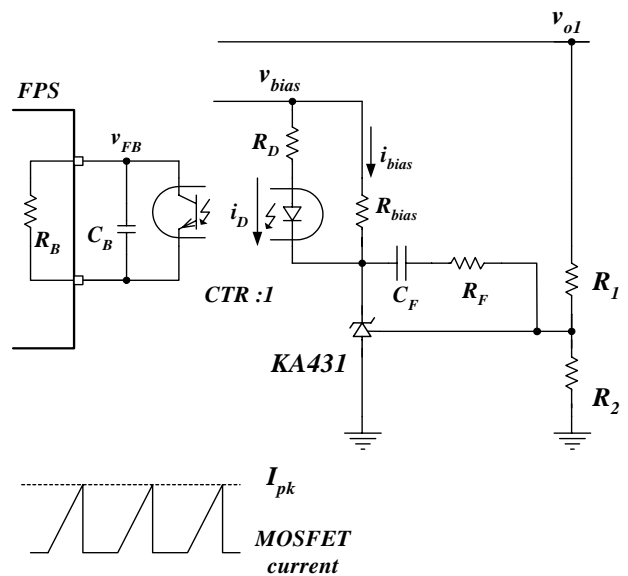 v_o1
FPS
v_bias
v_FB
R_D
i_bias
R_bias
i_D
R_B
C_B
CTR :1
C_F
R_F
R_1
KA431
R_2
I_pk
MOSFET
current